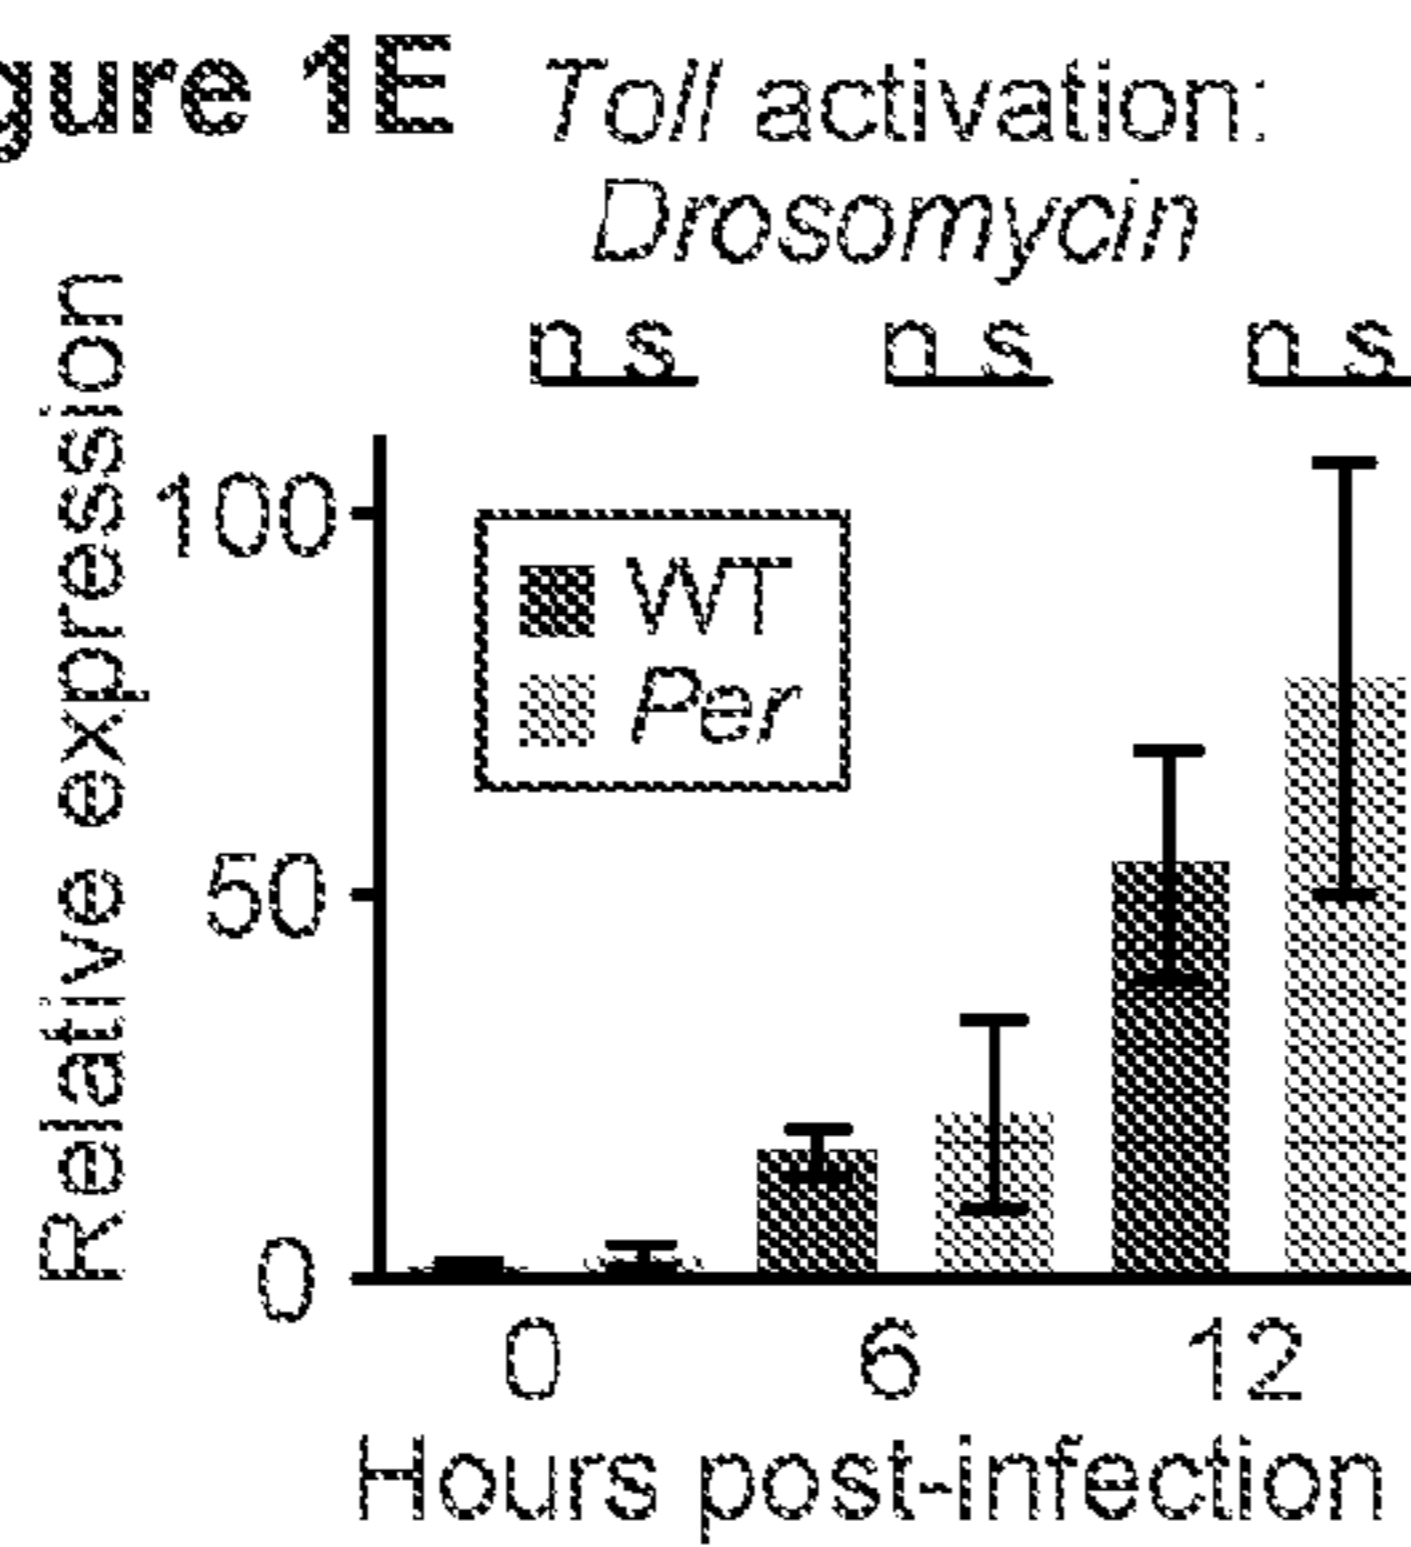 gure 1E
Toll activation:
Drosomycin
n s n s n s
Relative expression
100
50
0
WT
Per
0 6 12
Hours post-infection